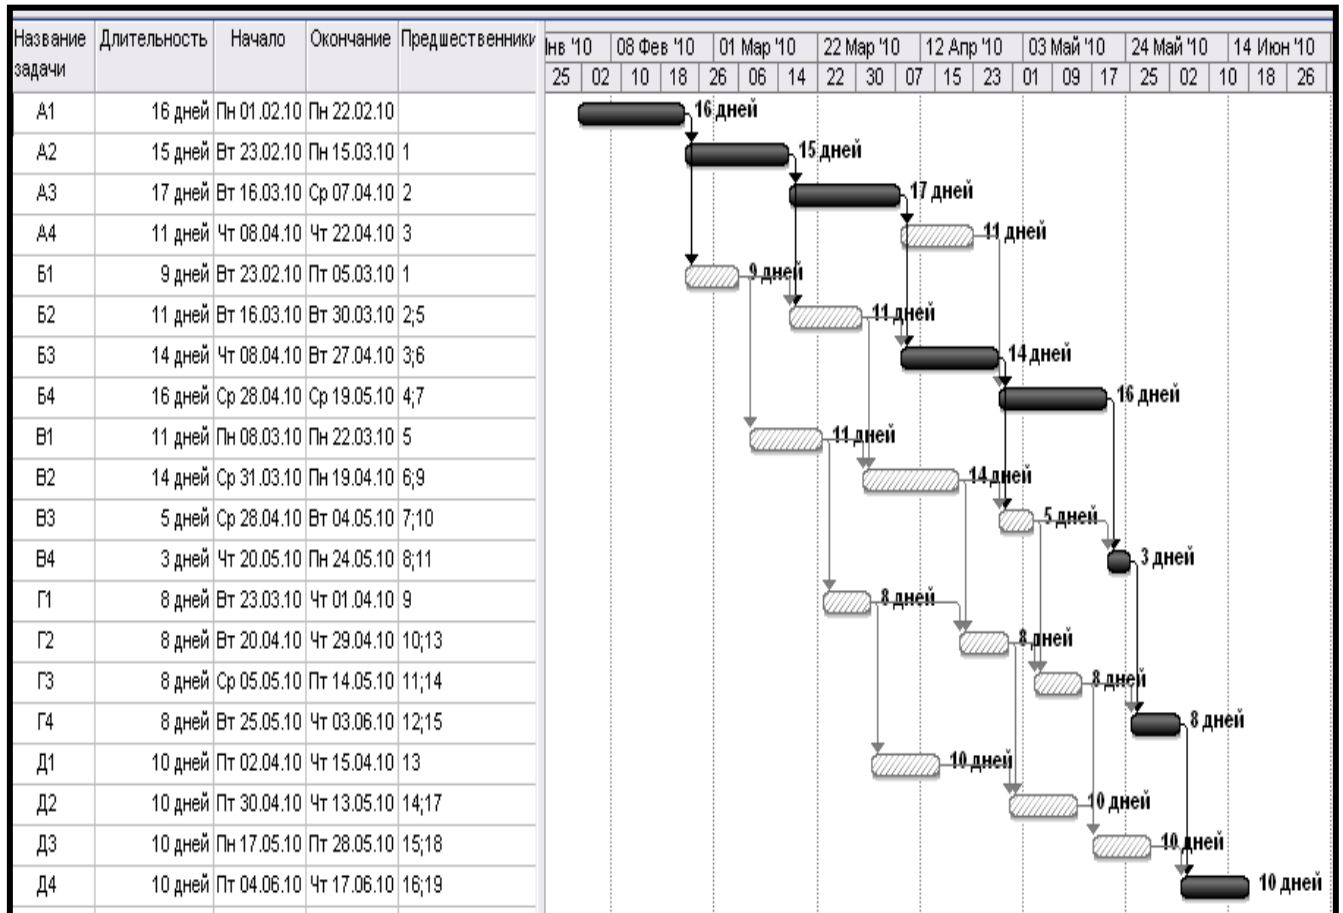 Название Длительность Начало Окончание Предшественники
задачи
Янв '10 08 Фев '10 01 Мар '10 22 Мар '10 12 Апр '10 03 Май '10 24 Май '10 14 Июн '10
25 02 10 18 26 06 14 22 30 07 15 23 01 09 17 25 02 10 18 26
А1 16 дней Пн 01.02.10 Пн 22.02.10 16 дней
А2 15 дней Вт 23.02.10 Пн 15.03.10 1 15 дней
А3 17 дней Вт 16.03.10 Ср 07.04.10 2 17 дней
А4 11 дней Чт 08.04.10 Чт 22.04.10 3 11 дней
Б1 9 дней Вт 23.02.10 Пт 05.03.10 1 9 дней
Б2 11 дней Вт 16.03.10 Вт 30.03.10 2;5 11 дней
Б3 14 дней Чт 08.04.10 Вт 27.04.10 3;6 14 дней
Б4 16 дней Ср 28.04.10 Ср 19.05.10 4;7 16 дней
В1 11 дней Пн 08.03.10 Пн 22.03.10 5 11 дней
В2 14 дней Ср 31.03.10 Пн 19.04.10 6;9 14 дней
В3 5 дней Ср 28.04.10 Вт 04.05.10 7;10 5 дней
В4 3 дней Чт 20.05.10 Пн 24.05.10 8;11 3 дней
Г1 8 дней Вт 23.03.10 Чт 01.04.10 9 8 дней
Г2 8 дней Вт 20.04.10 Чт 29.04.10 10;13 8 дней
Г3 8 дней Ср 05.05.10 Пт 14.05.10 11;14 8 дней
Г4 8 дней Вт 25.05.10 Чт 03.06.10 12;15 8 дней
Д1 10 дней Пт 02.04.10 Чт 15.04.10 13 10 дней
Д2 10 дней Пт 30.04.10 Чт 13.05.10 14;17 10 дней
Д3 10 дней Пн 17.05.10 Пт 28.05.10 15;18 10 дней
Д4 10 дней Пт 04.06.10 Чт 17.06.10 16;19 10 дней